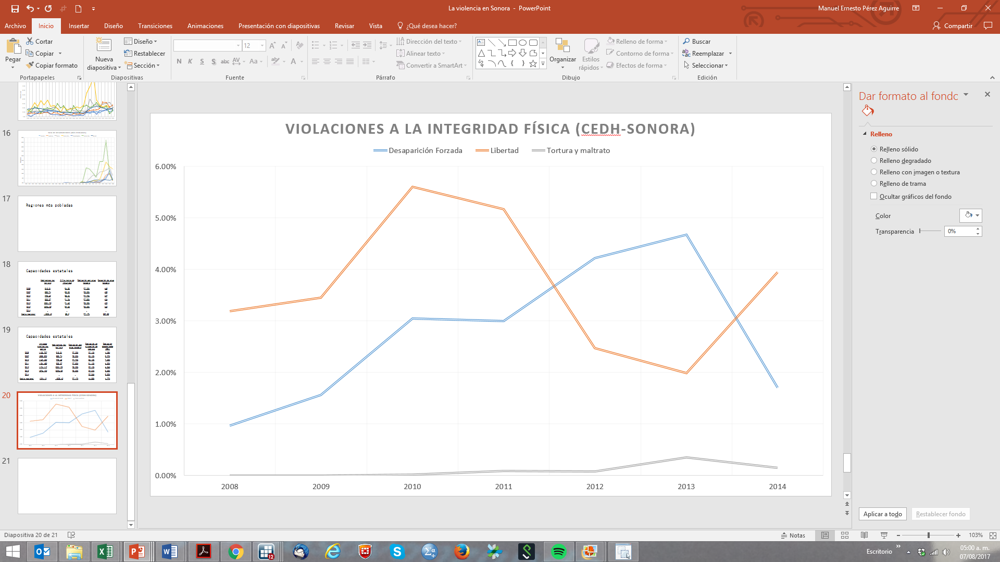 La violencia en Sonora - PowerPoint
Manuel Ernesto Pérez Aguirre
Archivo Inicio Insertar Diseño Transiciones Animaciones Presentación con diapositivas Revisar Vista ¿Qué desea hacer? Compartir
Pegar
Cortar
Copiar
Copiar formato
Portapapeles
Nueva diapositiva
Diseño
Restablecer
Sección
Diapositivas
12
N K S S abc AV Aa A
Fuente
Dirección del texto
Alinear texto
Convertir a SmartArt
Párrafo
Organizar
Estilos rápidos
Relleno de forma
Contorno de forma
Efectos de forma
Dibujo
Buscar
Reemplazar
Seleccionar
Edición
16
17
Regiones más pobladas
18
Capacidades estatales
19
Capacidades estatales
20
21
VIOLACIONES A LA INTEGRIDAD FÍSICA (CEDH-SONORA)
Desaparición Forzada Libertad Tortura y maltrato
6.00%
5.00%
4.00%
3.00%
2.00%
1.00%
0.00%
2008 2009 2010 2011 2012 2013 2014
Dar formato al fondo
Relleno
Relleno sólido
Relleno degradado
Relleno con imagen o textura
Relleno de trama
Ocultar gráficos del fondo
Color
Transparencia 0%
Aplicar a todo Restablecer fondo
Diapositiva 20 de 21
Notas
103%
Escritorio
05:00 a. m.
07/08/2017